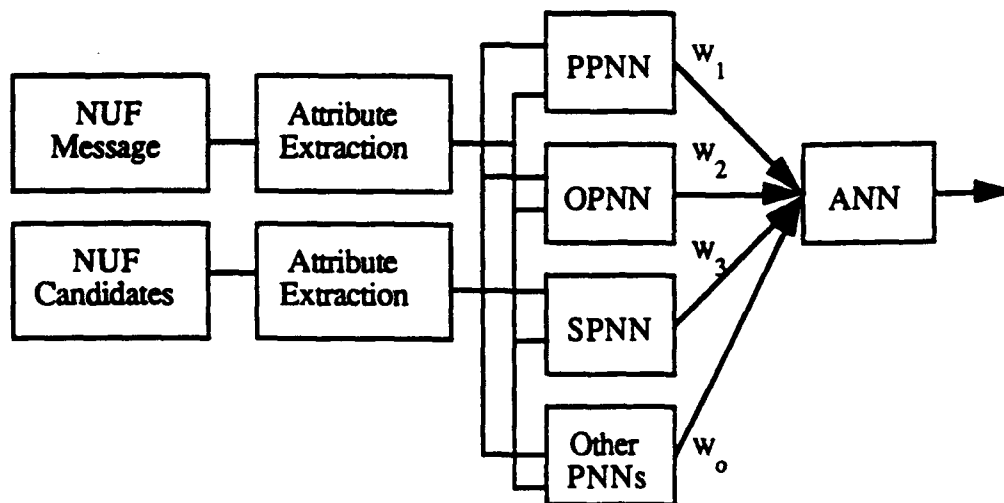 NUF
Message
Attribute
Extraction
NUF
Candidates
Attribute
Extraction
PPNN
OPNN
SPNN
Other
PNNs
W1
W2
W3
Wo
ANN